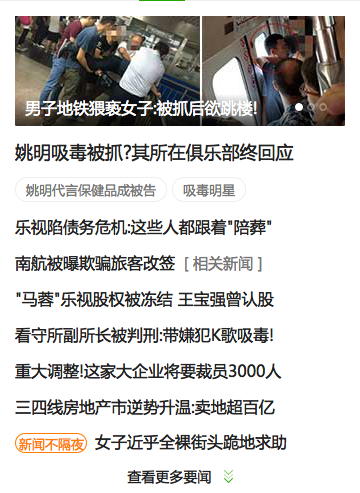 男子地铁猥亵女子:被抓后欲跳楼!
姚明吸毒被抓?其所在俱乐部终回应
姚明代言保健品成被告 吸毒明星
乐视陷债务危机:这些人都跟着"陪葬"
南航被曝欺骗旅客改签 [ 相关新闻 ]
"马蓉"乐视股权被冻结 王宝强曾认股
看守所副所长被判刑:带嫌犯K歌吸毒!
重大调整!这家大企业将要裁员3000人
三四线房地产市逆势升温:卖地超百亿
新闻不隔夜 女子近乎全裸街头跪地求助
查看更多要闻